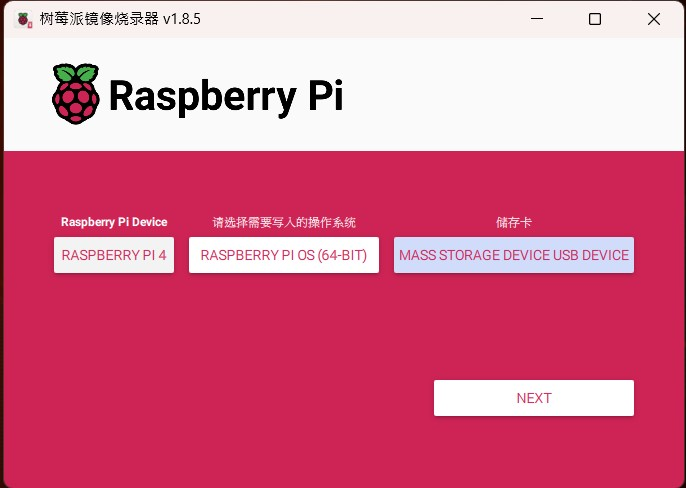 树莓派镜像烧录器 v1.8.5
Raspberry Pi
Raspberry Pi Device
请选择需要写入的操作系统
储存卡
RASPBERRY PI 4
RASPBERRY PI OS (64-BIT)
MASS STORAGE DEVICE USB DEVICE
NEXT